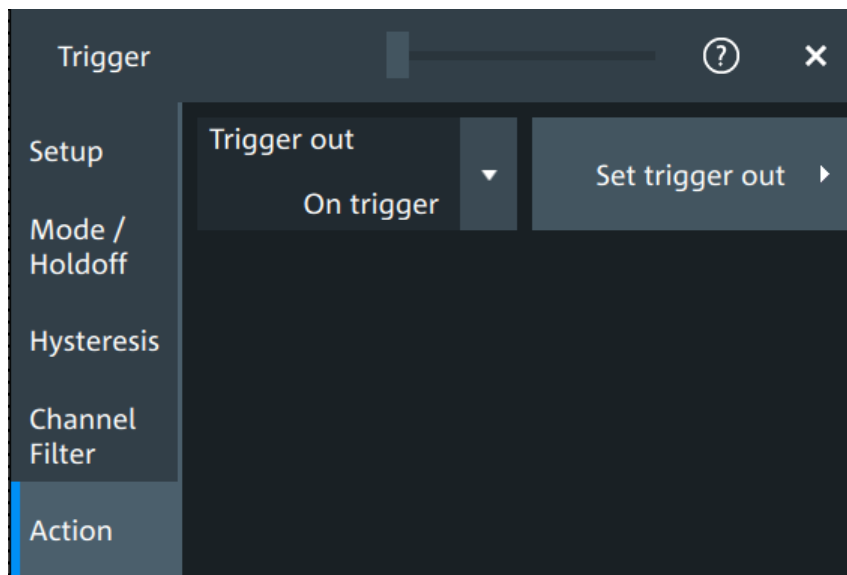 Trigger
?
Setup
Mode /
Holdoff
Hysteresis
Channel
Filter
Action
Trigger out
On trigger
Set trigger out